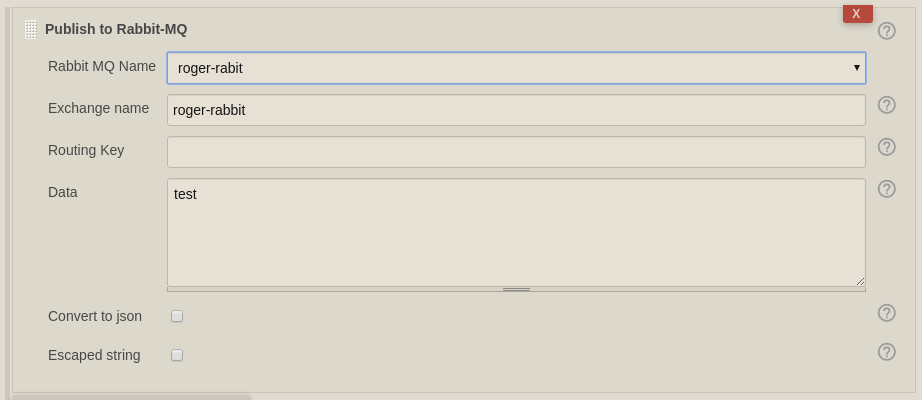 X
Publish to Rabbit-MQ
?
Rabbit MQ Name roger-rabit
Exchange name roger-rabbit ?
Routing Key ?
Data test ?
Convert to json ?
Escaped string ?